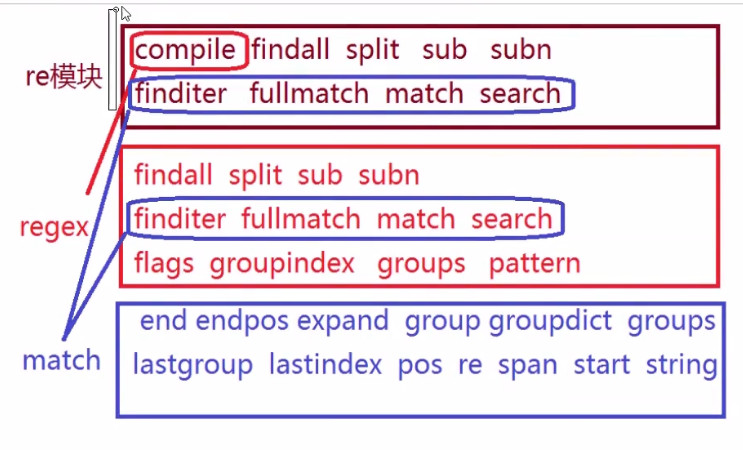 compile findall split sub subn
re模块
finditer fullmatch match search
findall split sub subn
regex
finditer fullmatch match search
flags groupindex groups pattern
end endpos expand group groupdict groups
match
lastgroup lastindex pos re span start string